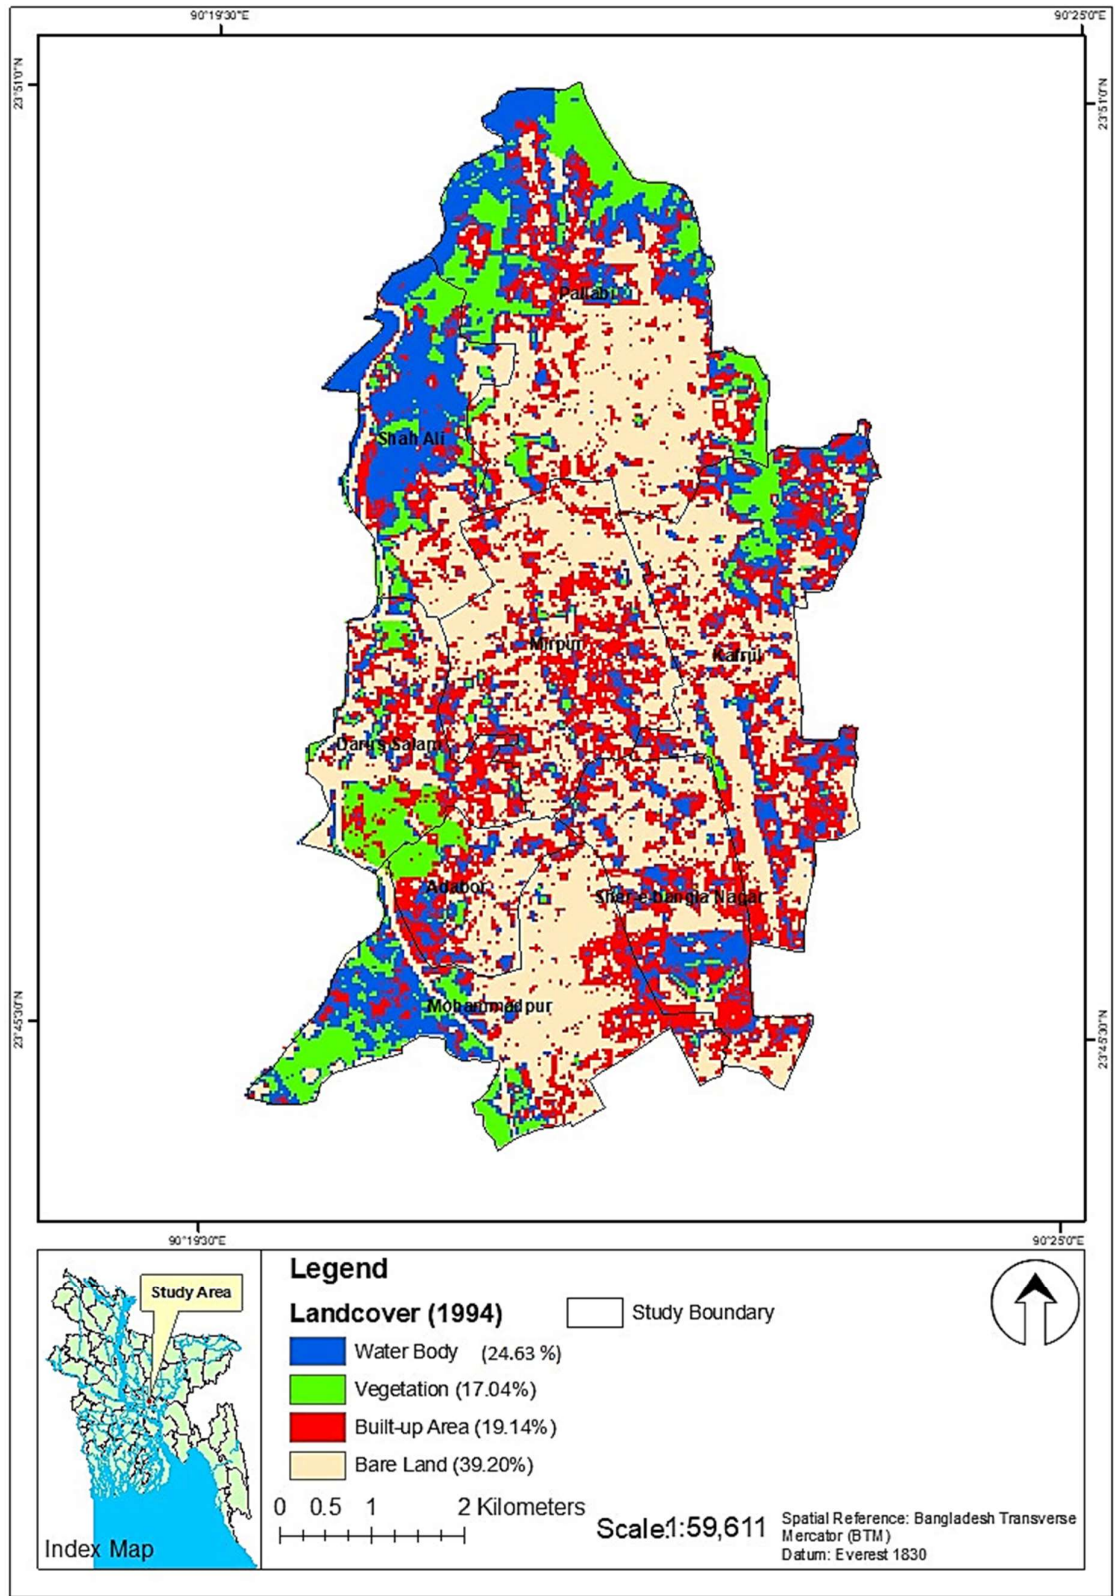 90°19'30"E
90°25'0"E
23°51'0"N
23°51'0"N
Pallabi
Shah Ali
Mirpur
Kafrul
Darus Salam
Adabor
Sher-e-bangla Nagar
Mohammadpur
23°45'30"N
23°45'30"N
90°19'30"E
90°25'0"E
Study Area
Index Map
Legend
Landcover (1994)
Study Boundary
Water Body (24.63 %)
Vegetation (17.04%)
Built-up Area (19.14%)
Bare Land (39.20%)
0 0.5 1 2 Kilometers
Scale:1:59,611
Spatial Reference: Bangladesh Transverse
Mercator (BTM)
Datum: Everest 1830